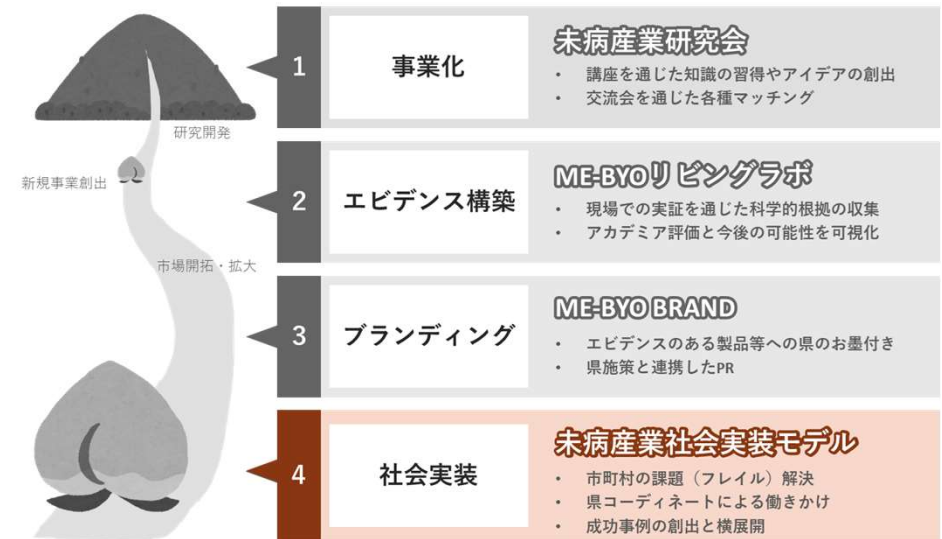 研究開発
新規事業創出
市場開拓・拡大
1
事業化
未病産業研究会
• 講座を通じた知識の習得やアイデアの創出
• 交流会を通じた各種マッチング
2
エビデンス構築
ME-BYOリビングラボ
• 現場での実証を通じた科学的根拠の収集
• アカデミア評価と今後の可能性を可視化
3
ブランディング
ME-BYO BRAND
• エビデンスのある製品等への県のお墨付き
• 県施策と連携したPR
4
社会実装
未病産業社会実装モデル
• 市町村の課題（フレイル）解決
• 県コーディネートによる働きかけ
• 成功事例の創出と横展開